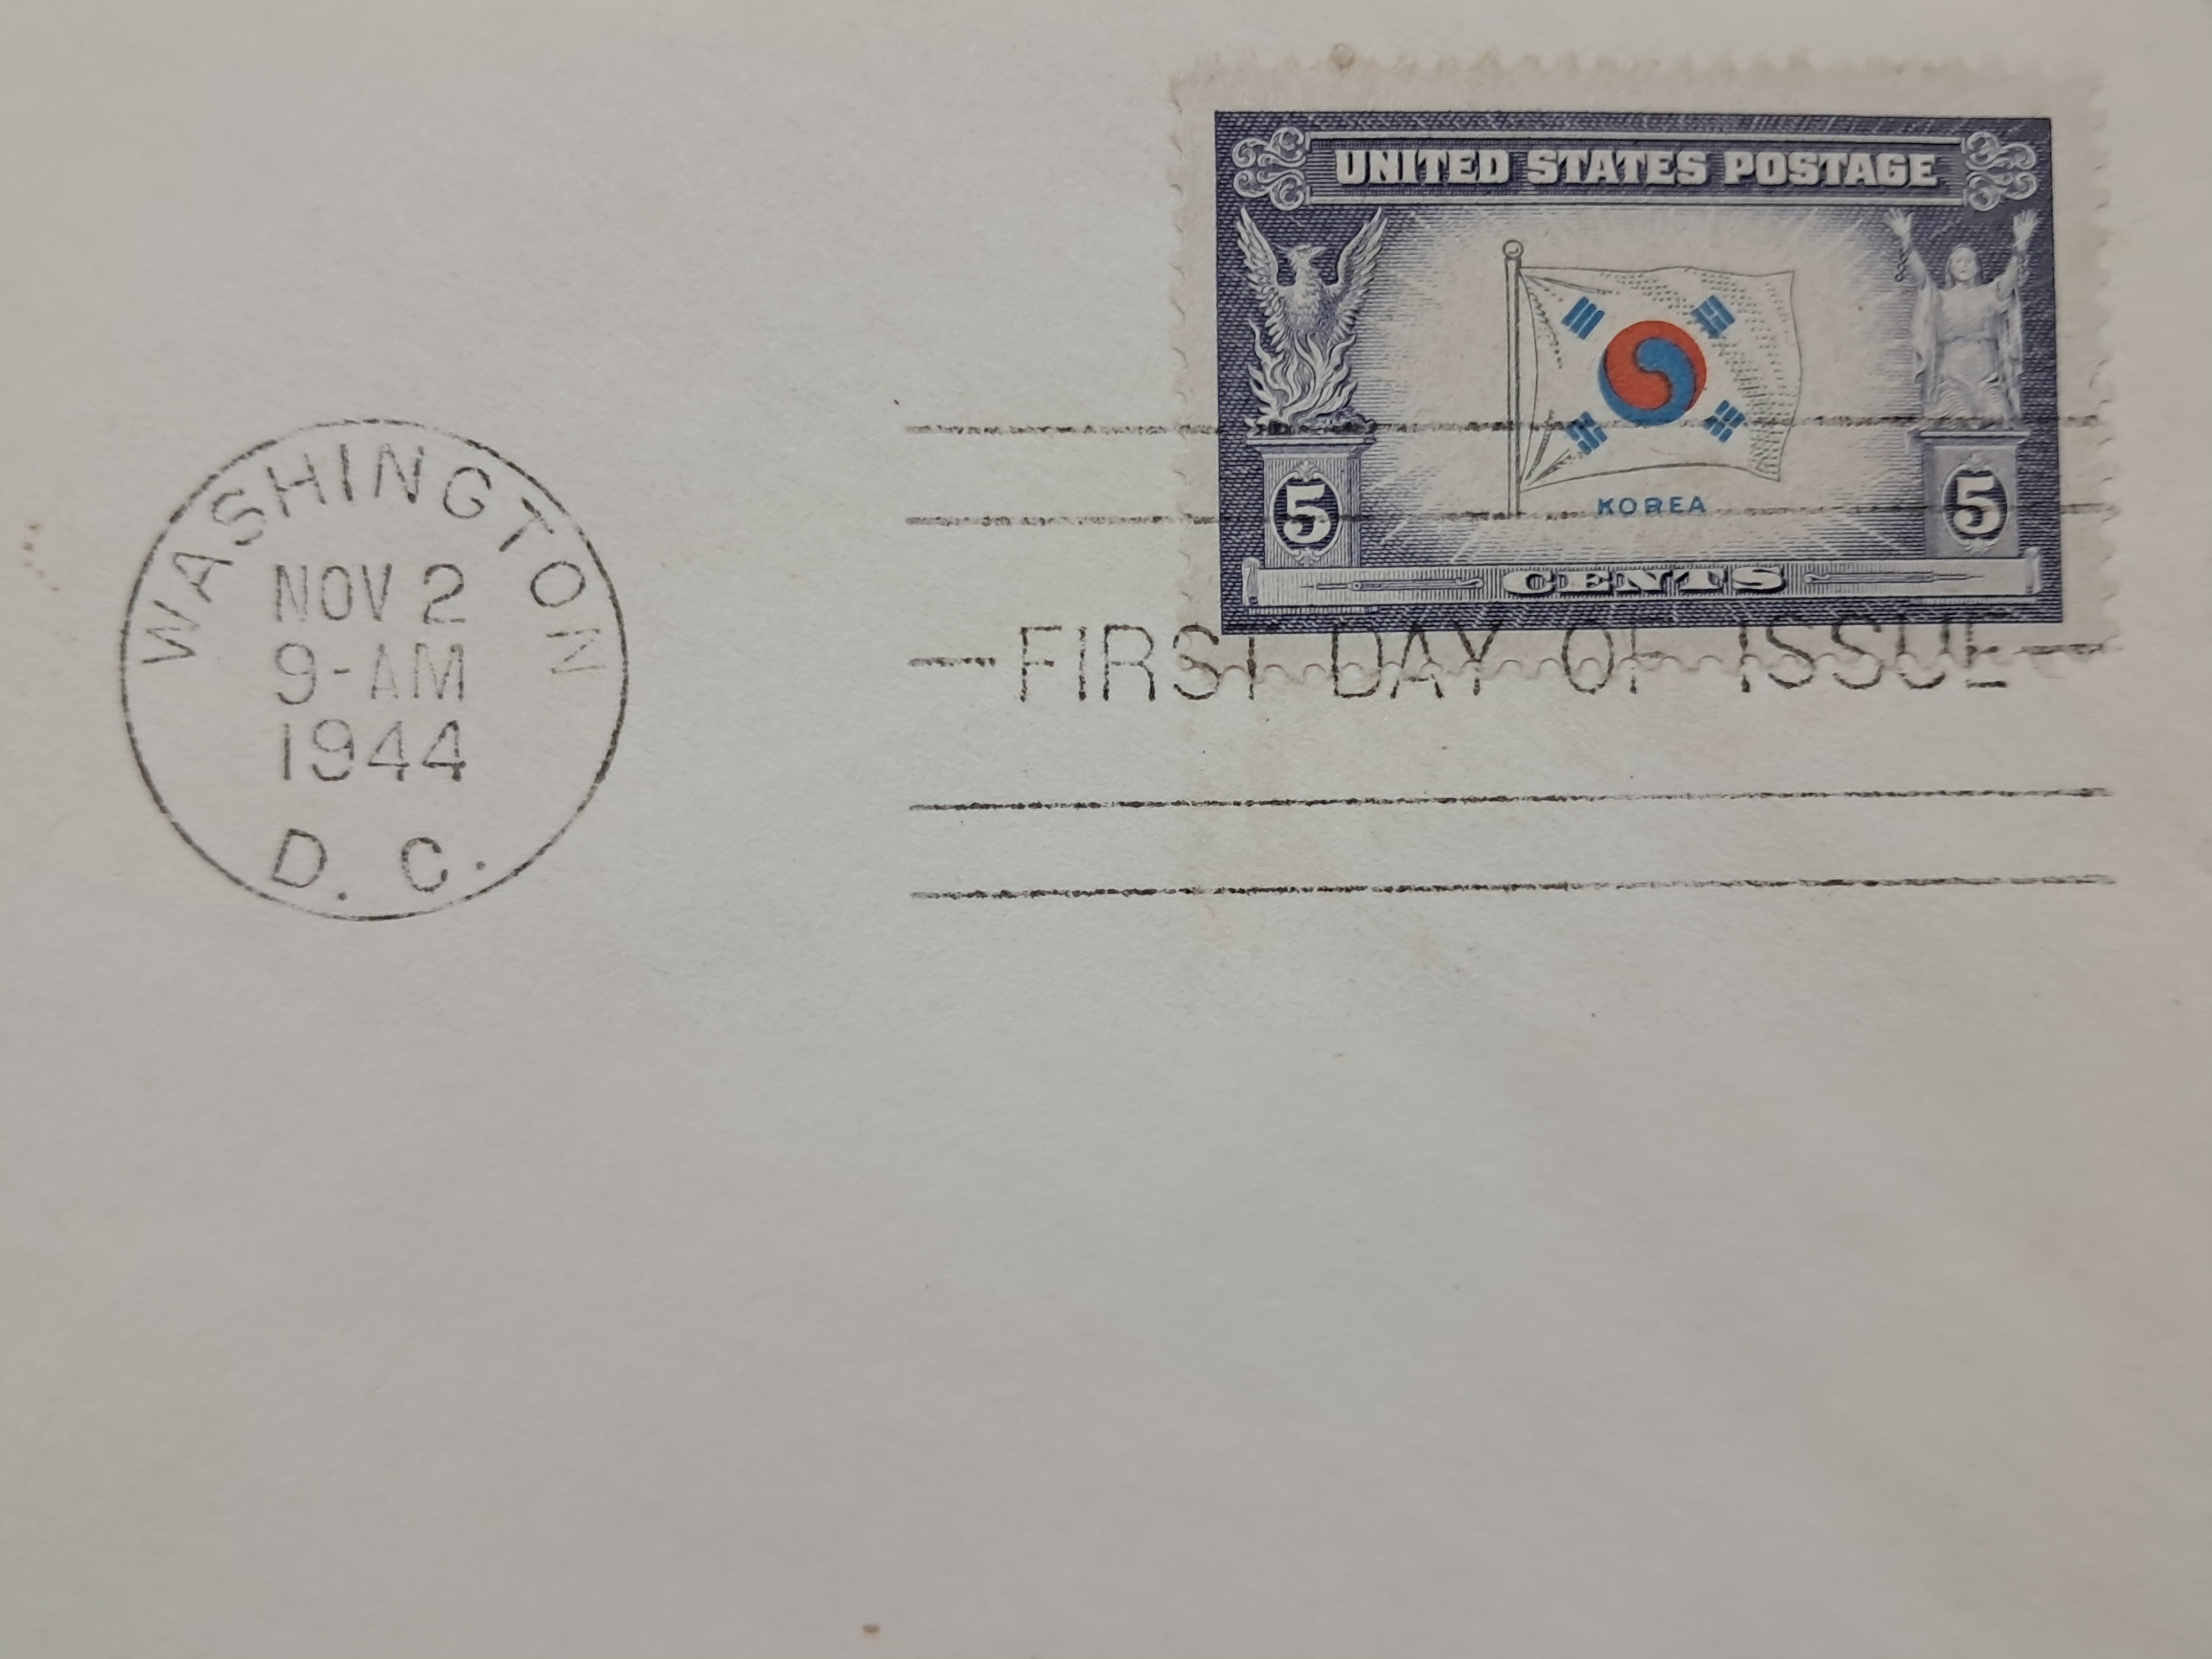 UNITED STATES POSTAGE
KOREA
5 5
CENTS
WASHINGTON
NOV 2
9-AM
1944
D. C.
FIRST DAY OF ISSUE